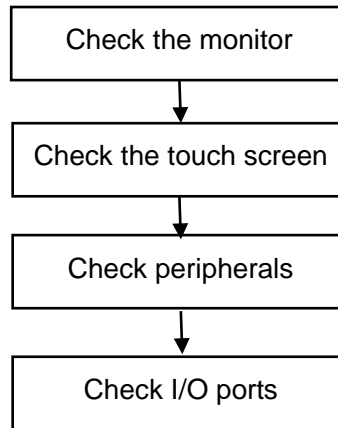 Check the monitor
Check the touch screen
Check peripherals
Check I/O ports